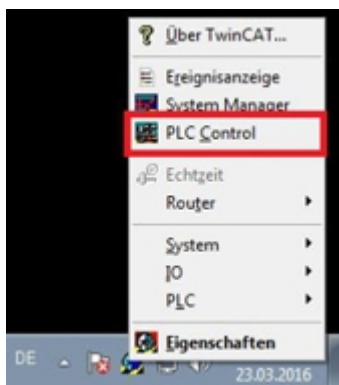 Über TwinCAT...
Ereignisanzeige
System Manager
PLC Control
Echtzeit
Router
System
IO
PLC
Eigenschaften
DE
23.03.2016